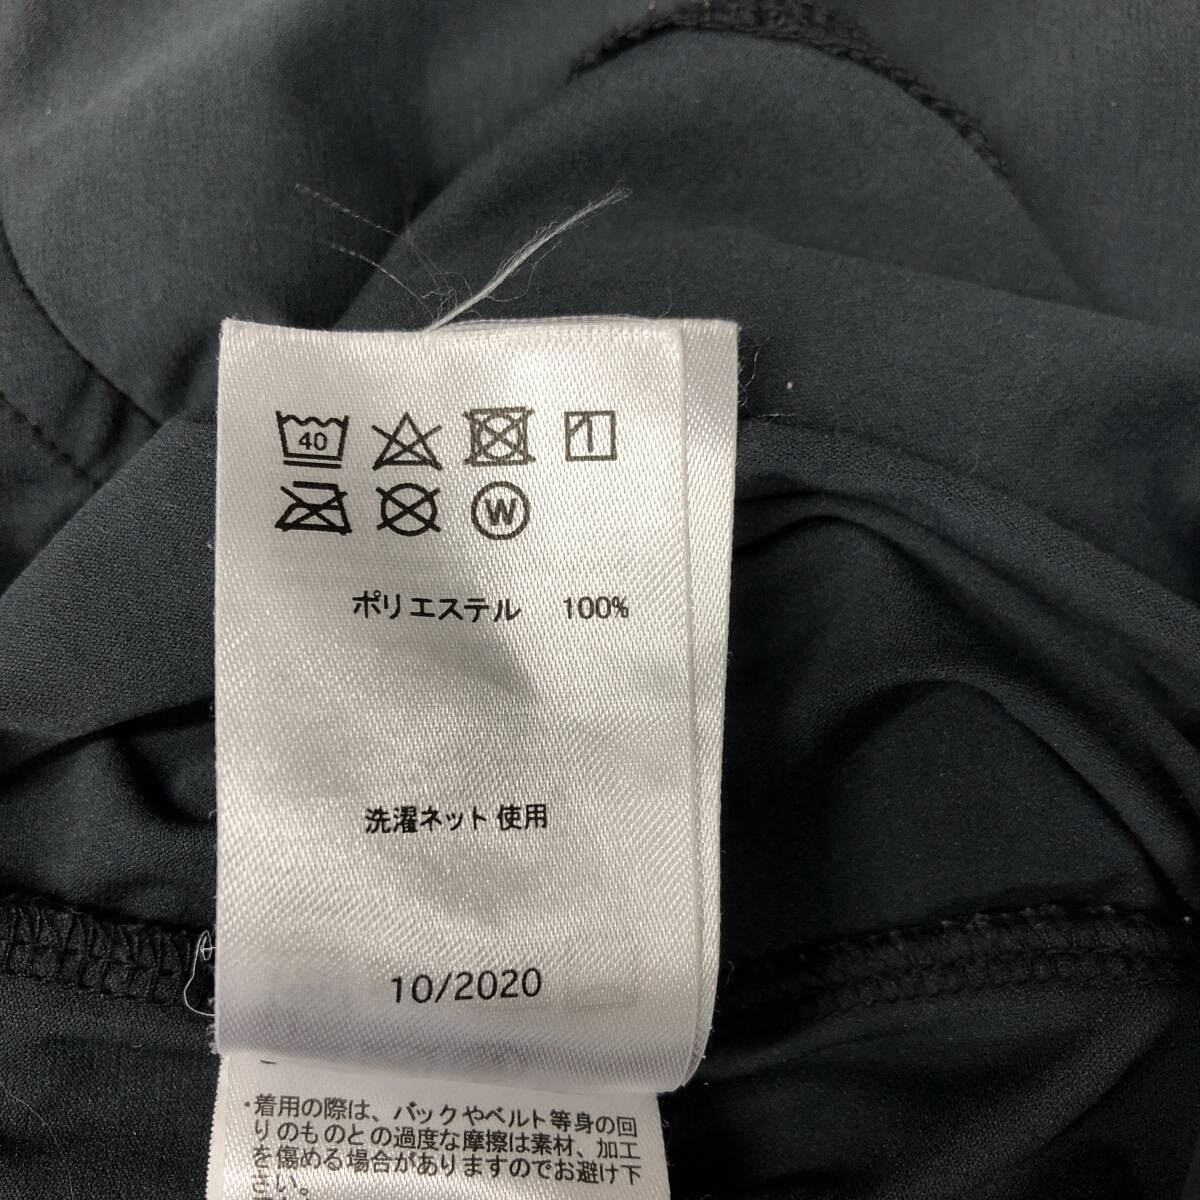 40
W
ポリエステル 100%
洗濯ネット使用
10/2020
・着用の際は、バックやベルト等身の回
りのものとの過度な摩擦は素材、加工
を傷める場合がありますのでお避け下
さい。